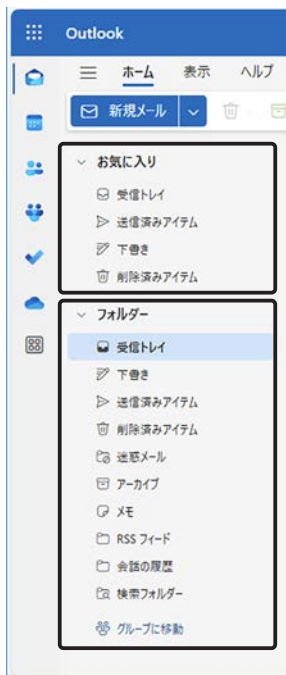 Outlook
ホーム 表示 ヘルプ
新規メール
お気に入り
受信トレイ
送信済みアイテム
下書き
削除済みアイテム
フォルダー
受信トレイ
下書き
送信済みアイテム
削除済みアイテム
迷惑メール
アーカイブ
メモ
RSS フィード
会話の履歴
検索フォルダー
グループに移動